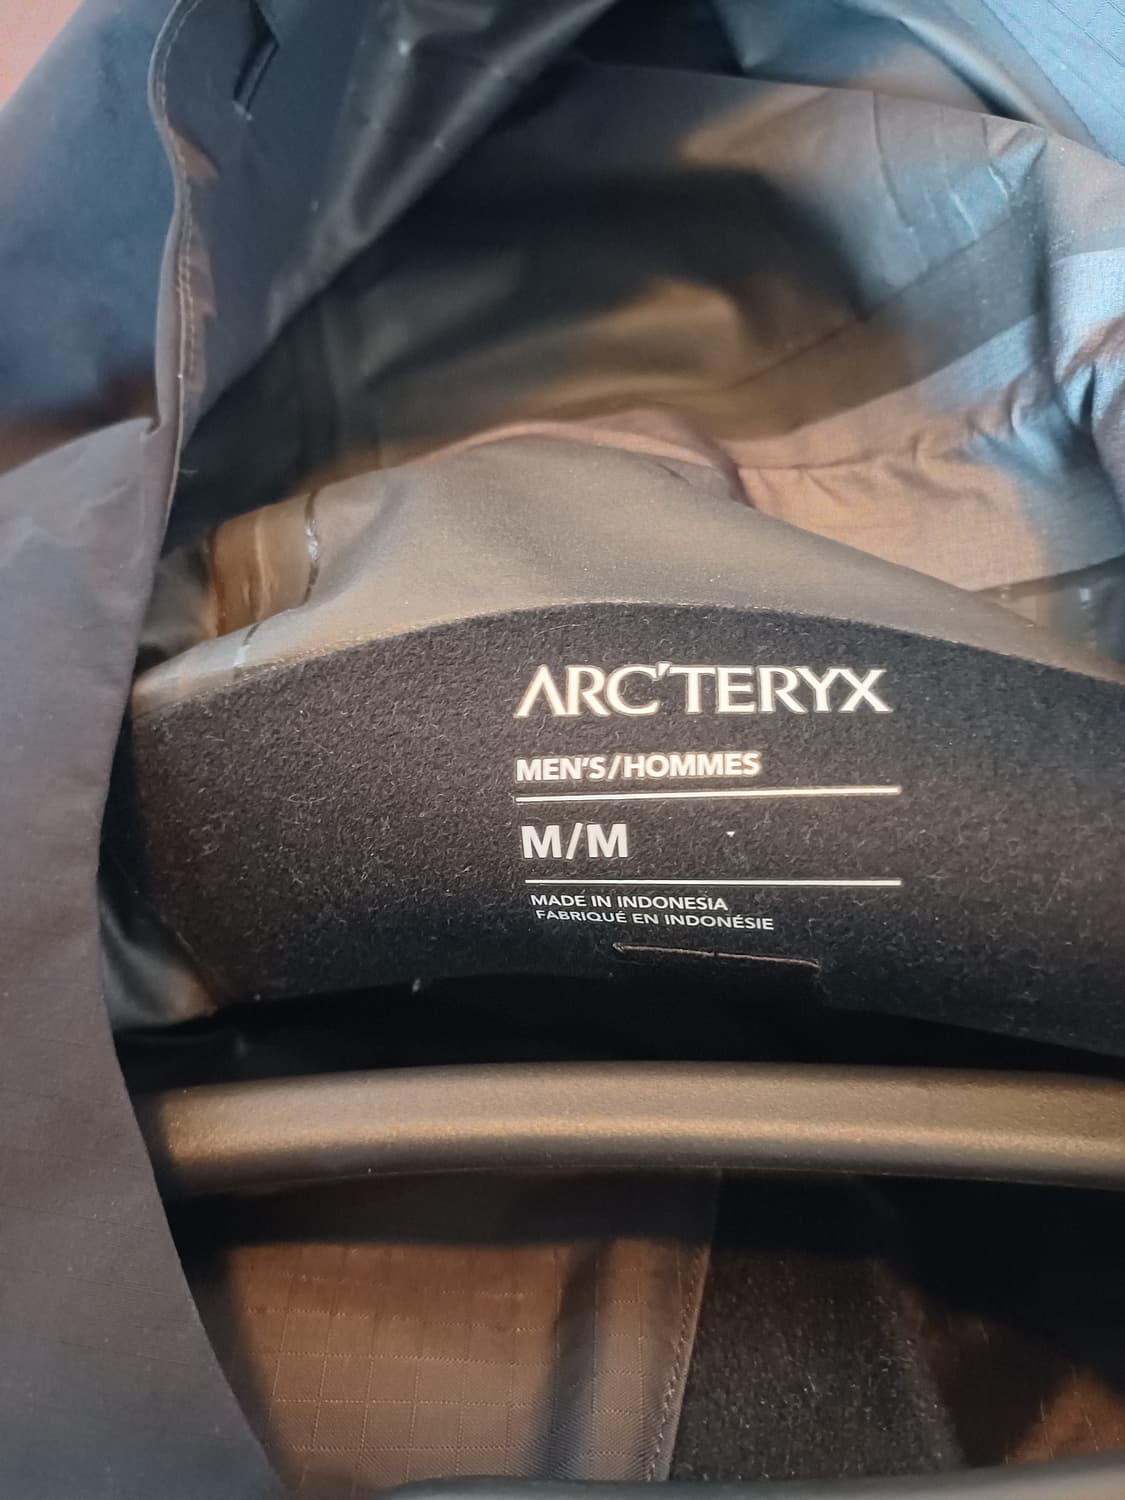 ARC'TERYX
MEN'S/HOMMES
M/M
MADE IN INDONESIA
FABRIQUÉ EN INDONÉSIE